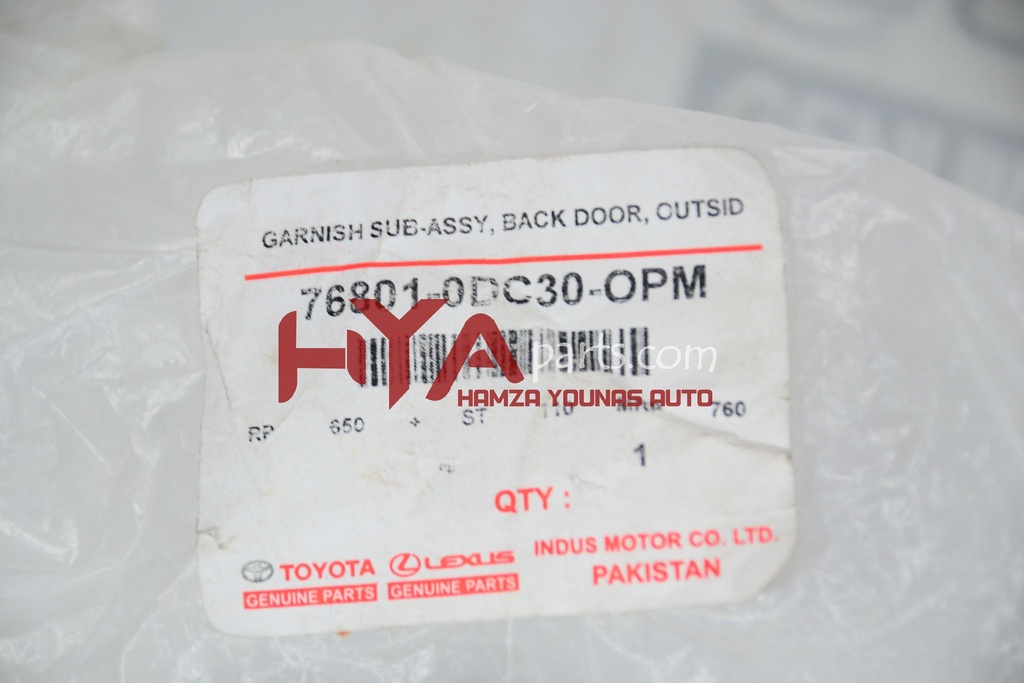 GARNISH SUB-ASSY, BACK DOOR, OUTSID
76801-0DC30-OPM
HYA parts.com
HAMZA YOUNAS AUTO
RP 650 + ST 110 760
1
QTY :
TOYOTA LEXUS INDUS MOTOR CO. LTD.
GENUINE PARTS GENUINE PARTS PAKISTAN